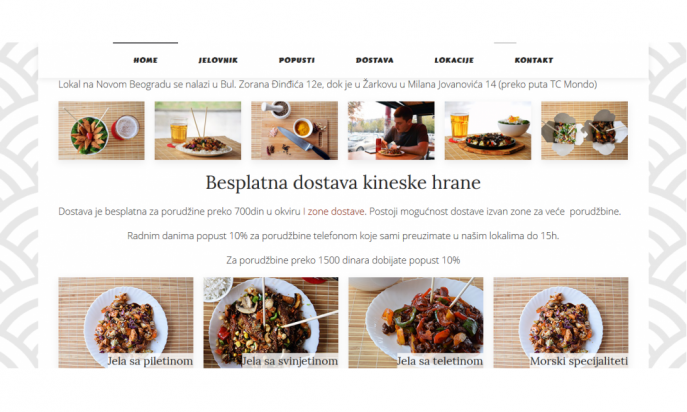 HOME JELOVNIK POPUSTI DOSTAVA LOKACIJE KONTAKT
Lokal na Novom Beogradu se nalazi u Bul. Zorana Đinđića 12e, dok je u Žarkovu u Milana Jovanovića 14 (preko puta TC Mondo)
Besplatna dostava kineske hrane
Dostava je besplatna za porudžine preko 700din u okviru I zone dostave. Postoji mogućnost dostave izvan zone za veće porudžbine.
Radnim danima popust 10% za porudžbine telefonom koje sami preuzimate u našim lokalima do 15h.
Za porudžbine preko 1500 dinara dobijate popust 10%
Jela sa piletinom Jela sa svinjetinom Jela sa teletinom Morski specijaliteti